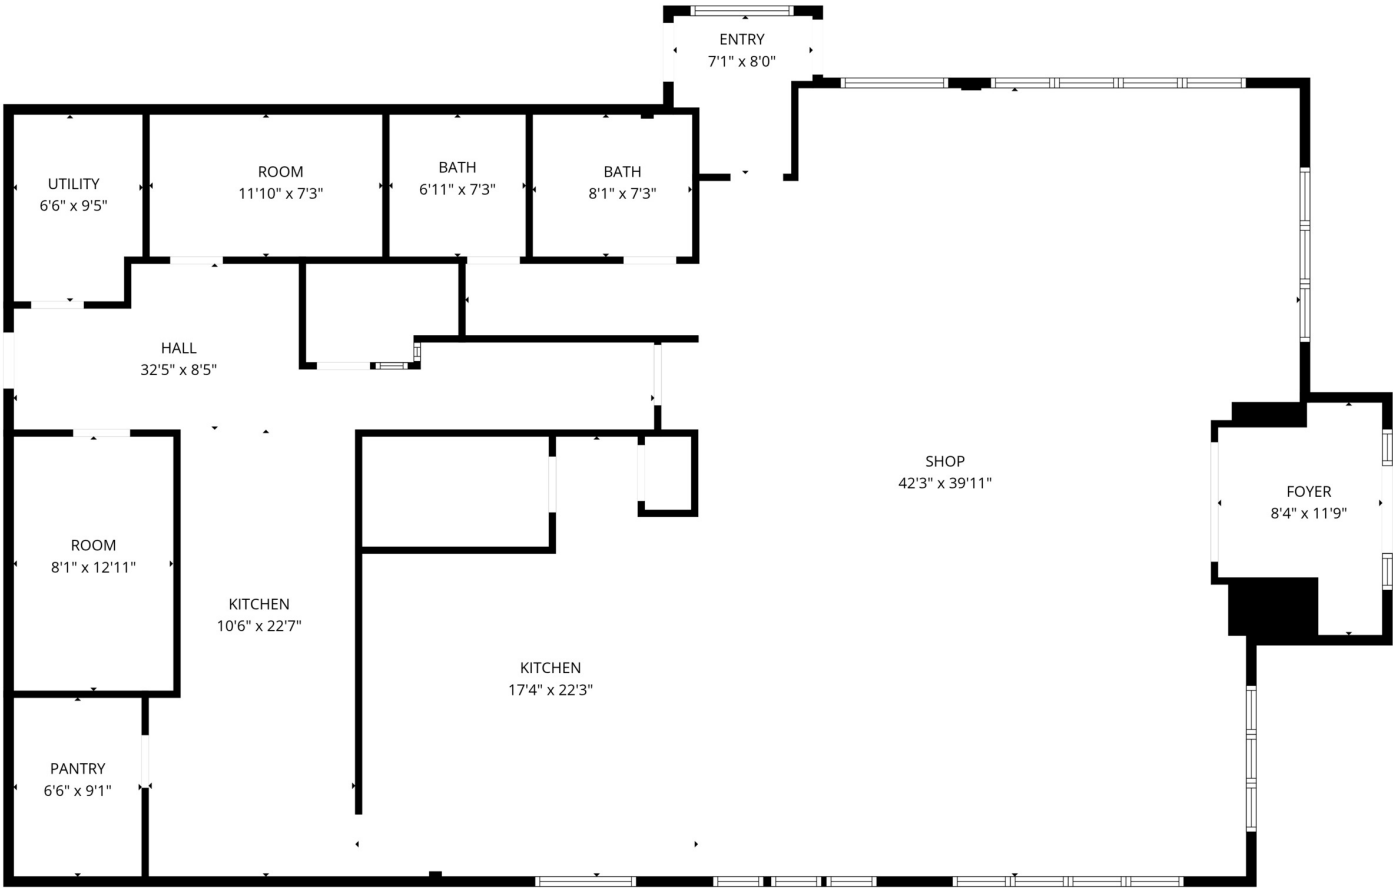 ENTRY
7'1" x 8'0"
UTILITY
6'6" x 9'5"
ROOM
11'10" x 7'3"
BATH
6'11" x 7'3"
BATH
8'1" x 7'3"
HALL
32'5" x 8'5"
SHOP
42'3" x 39'11"
FOYER
8'4" x 11'9"
ROOM
8'1" x 12'11"
KITCHEN
10'6" x 22'7"
KITCHEN
17'4" x 22'3"
PANTRY
6'6" x 9'1"